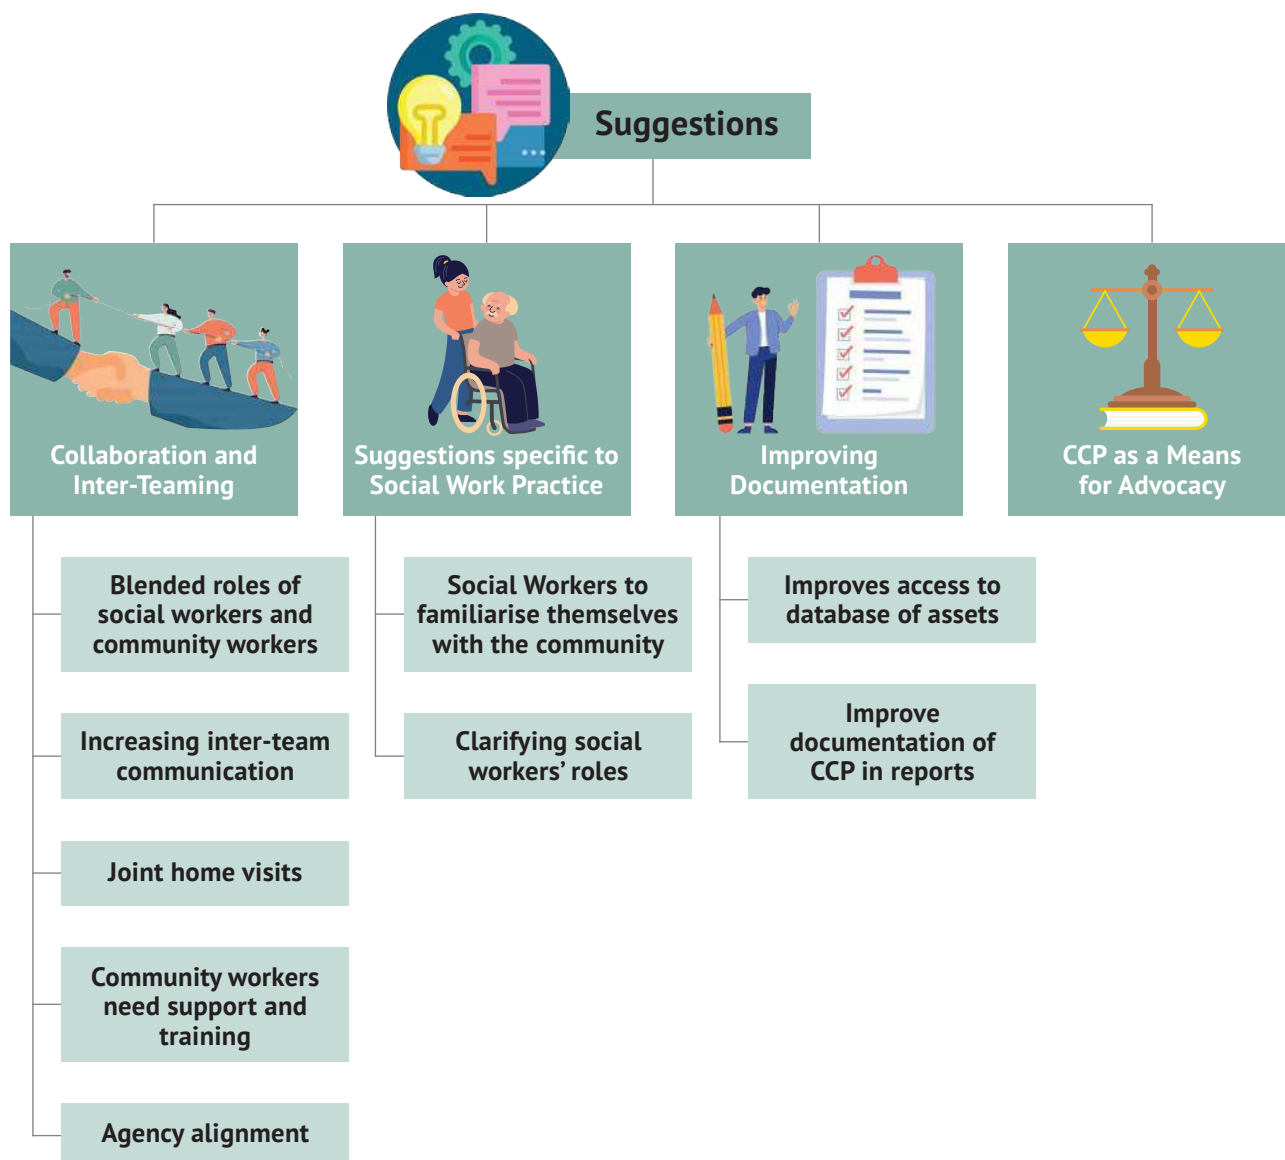 Suggestions
Collaboration and
Inter-Teaming
Blended roles of
social workers and
community workers
Increasing inter-team
communication
Joint home visits
Community workers
need support and
training
Agency alignment
Suggestions specific to
Social Work Practice
Social Workers to
familiarise themselves
with the community
Clarifying social
workers’ roles
Improving
Documentation
Improves access to
database of assets
Improve
documentation of
CCP in reports
CCP as a Means
for Advocacy